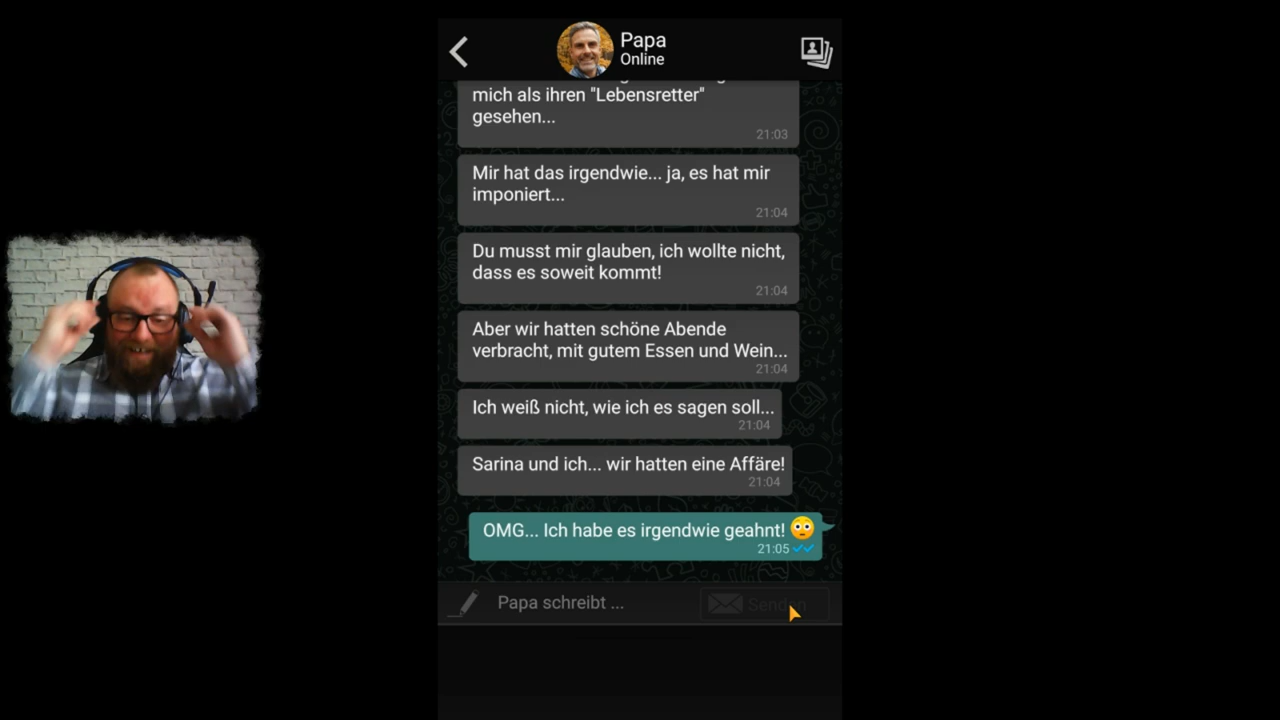 Papa
Online
mich als ihren "Lebensretter"
gesehen...
21:03
Mir hat das irgendwie... ja, es hat mir
imponiert...
21:04
Du musst mir glauben, ich wollte nicht,
dass es soweit kommt!
21:04
Aber wir hatten schöne Abende
verbracht, mit gutem Essen und Wein...
21:04
Ich weiß nicht, wie ich es sagen soll...
21:04
Sarina und ich... wir hatten eine Affäre!
21:04
OMG... Ich habe es irgendwie geahnt! 😳
21:05
Papa schreibt ...
Senden